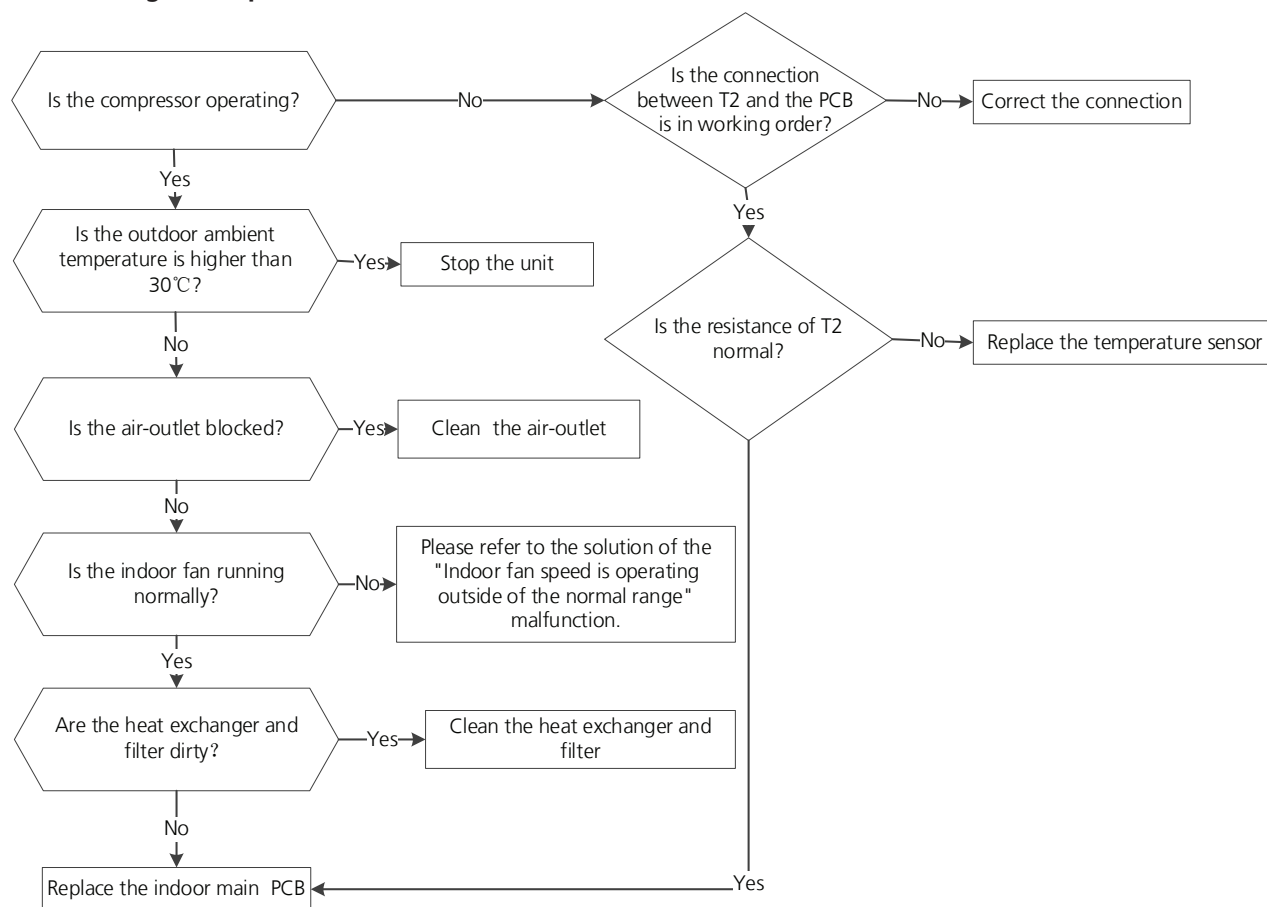 Is the compressor operating?
No
Is the connection
between T2 and the PCB
is in working order?
No
Correct the connection
Yes
Yes
Is the outdoor ambient
temperature is higher than
30℃?
Yes
Stop the unit
Is the resistance of T2
normal?
No
Replace the temperature sensor
No
Is the air-outlet blocked?
Yes
Clean the air-outlet
No
Is the indoor fan running
normally?
No
Please refer to the solution of the
"Indoor fan speed is operating
outside of the normal range"
malfunction.
Yes
Are the heat exchanger and
filter dirty?
Yes
Clean the heat exchanger and
filter
No
Replace the indoor main PCB
Yes